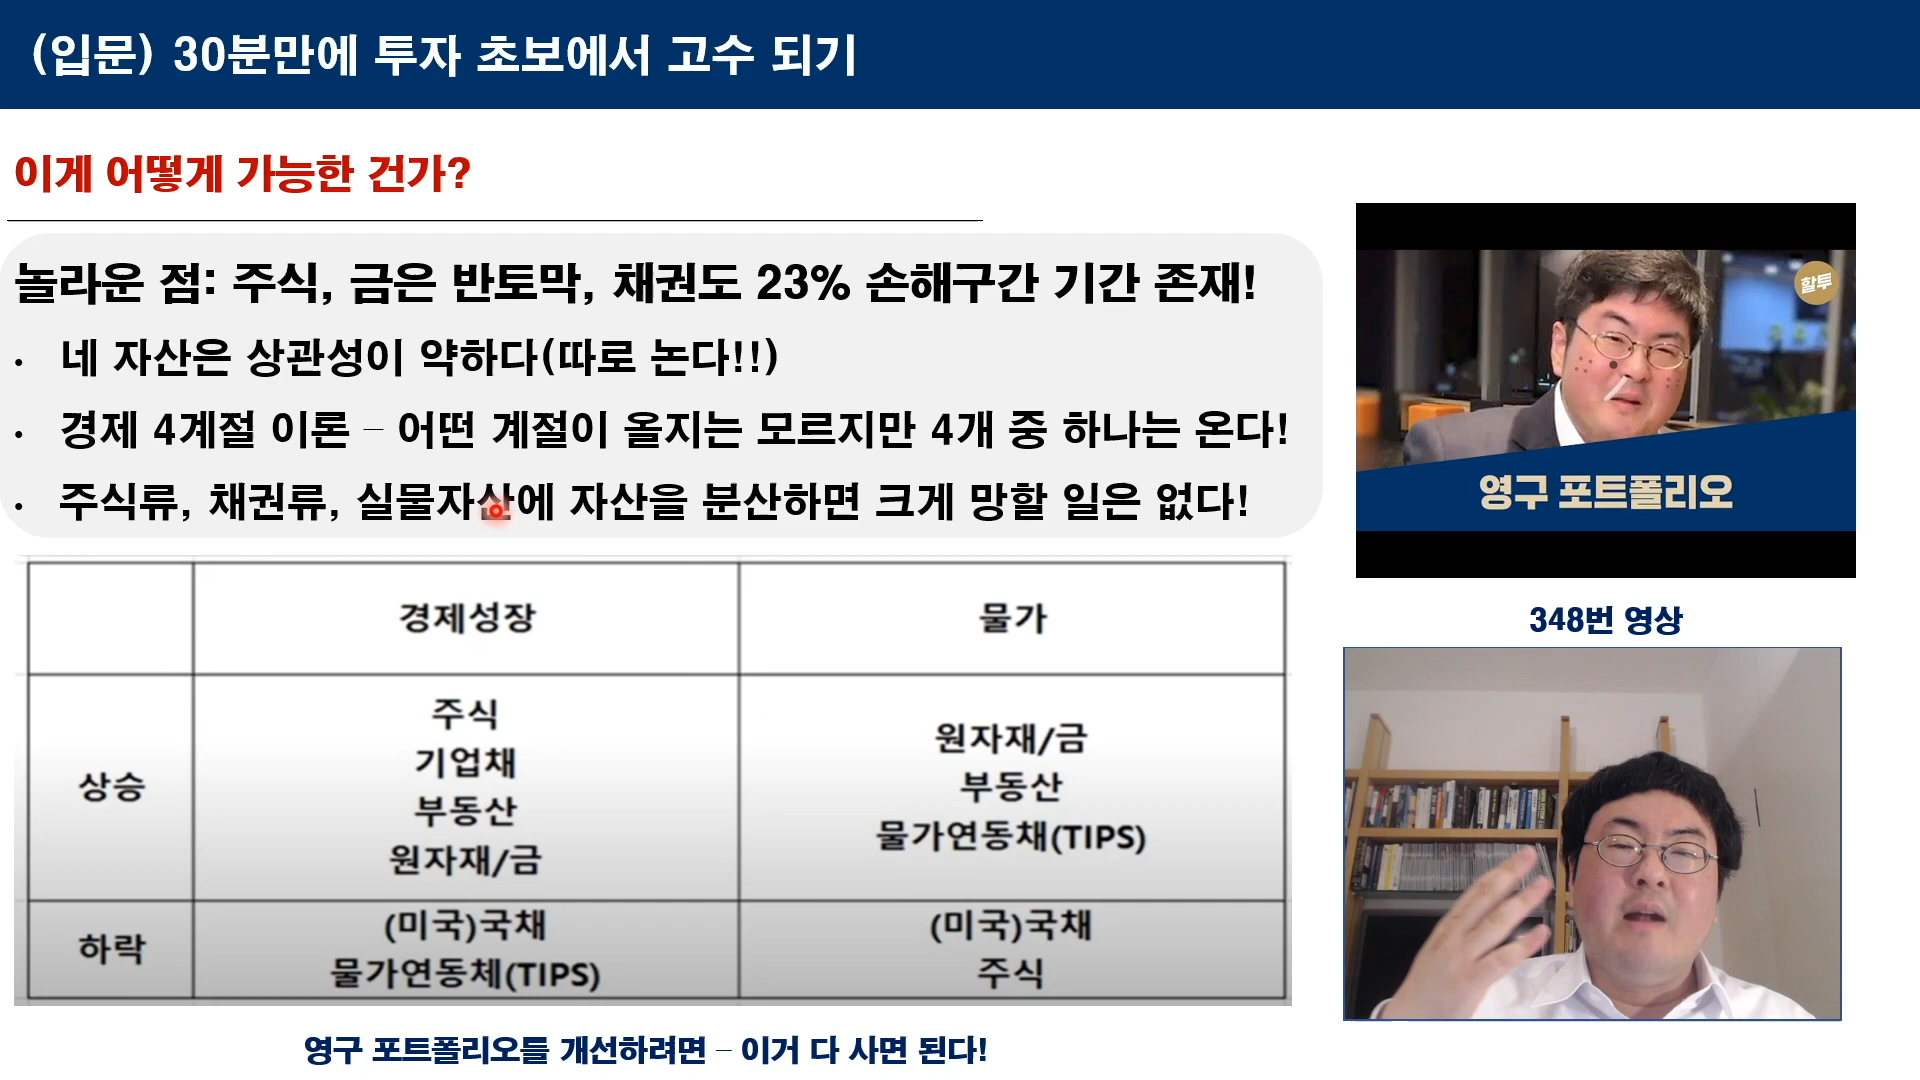 (입문) 30분만에 투자 초보에서 고수 되기
이게 어떻게 가능한 건가?
놀라운 점: 주식, 금은 반토막, 채권도 23% 손해구간 기간 존재!
• 네 자산은 상관성이 약하다(따로 논다!!)
• 경제 4계절 이론 – 어떤 계절이 올지는 모르지만 4개 중 하나는 온다!
• 주식류, 채권류, 실물자산에 자산을 분산하면 크게 망할 일은 없다!
할투
영구 포트폴리오
348번 영상
경제성장
물가
상승
주식
기업채
부동산
원자재/금
원자재/금
부동산
물가연동채(TIPS)
하락
(미국)국채
물가연동체(TIPS)
(미국)국채
주식
영구 포트폴리오틀 개선하려면 – 이거 다 사면 된다!